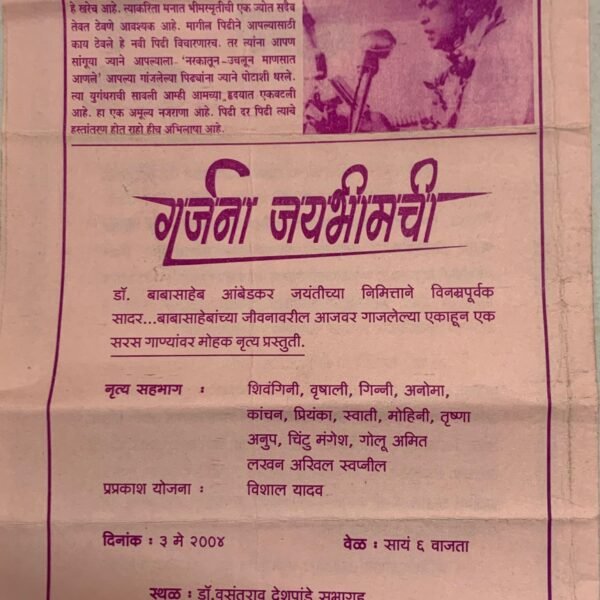 हे खरेच आहे. त्याकरिता मनात भीमस्मृतीची एक ज्योत सदैव
तेवत ठेवणे आवश्यक आहे. मागील पिढीने आपल्यासाठी
काय ठेवले हे नवी पिढी विचारणारच. तर त्यांना आपण
सांगूया ज्याने आपल्याला 'नरकातून-उचलून माणसात
आणले' आपल्या गांजलेल्या पिढ्यांना ज्याने पोटाशी धरले.
त्या युगंधराची सावली आम्ही आमच्या हृदयात एकवटली
आहे. हा एक अमूल्य नजराणा आहे. पिढी दर पिढी त्याचे
हस्तांतरण होत राहो हीच अभिलाषा आहे.
गर्जना जयभीमची
डॉ. बाबासाहेब आंबेडकर जयंतीच्या निमित्ताने विनम्रपूर्वक
सादर...बाबासाहेबांच्या जीवनावरील आजवर गाजलेल्या एकाहून एक
सरस गाण्यांवर मोहक नृत्य प्रस्तुती.
नृत्य सहभाग : शिवंगिनी, वृषाली, गिन्नी, अनोमा,
कांचन, प्रियंका, स्वाती, मोहिनी, तृष्णा
अनुप, चिंटु मंगेश, गोलू अमित
लखन अखिल स्वप्नील
प्रप्रकाश योजना : विशाल यादव
दिनांक : ३ मे २००४ वेळ : सायं ६ वाजता
स्थळ : डॉ.वसंतराव देशपांडे सभागृह